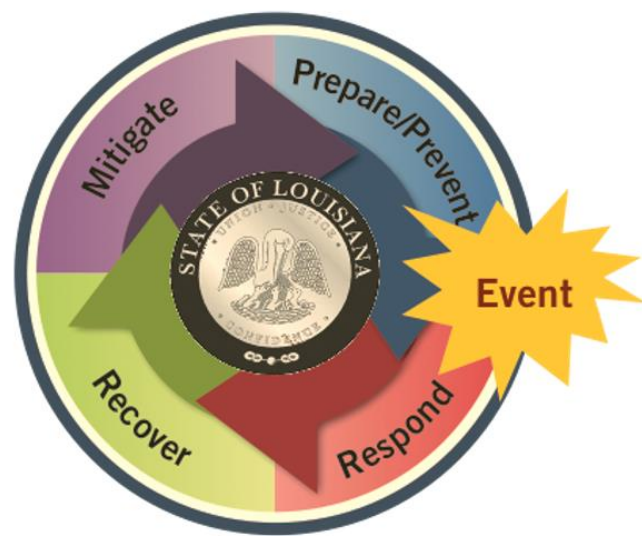 Prepare/Prevent
Event
Respond
Recover
Mitigate
STATE OF LOUISIANA
UNION · JUSTICE
CONFIDENCE